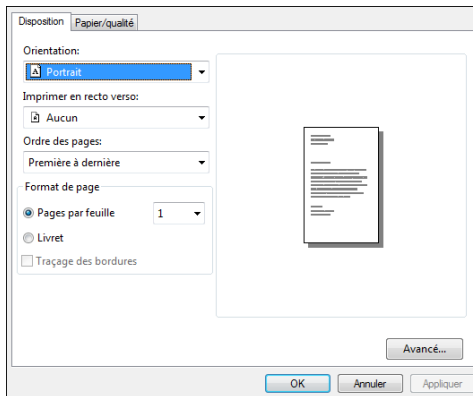 Disposition Papier/qualité
Orientation:
Portrait
Imprimer en recto verso:
Aucun
Ordre des pages:
Première à dernière
Format de page
Pages par feuille 1
Livret
Traçage des bordures
Avancé...
OK Annuler Appliquer